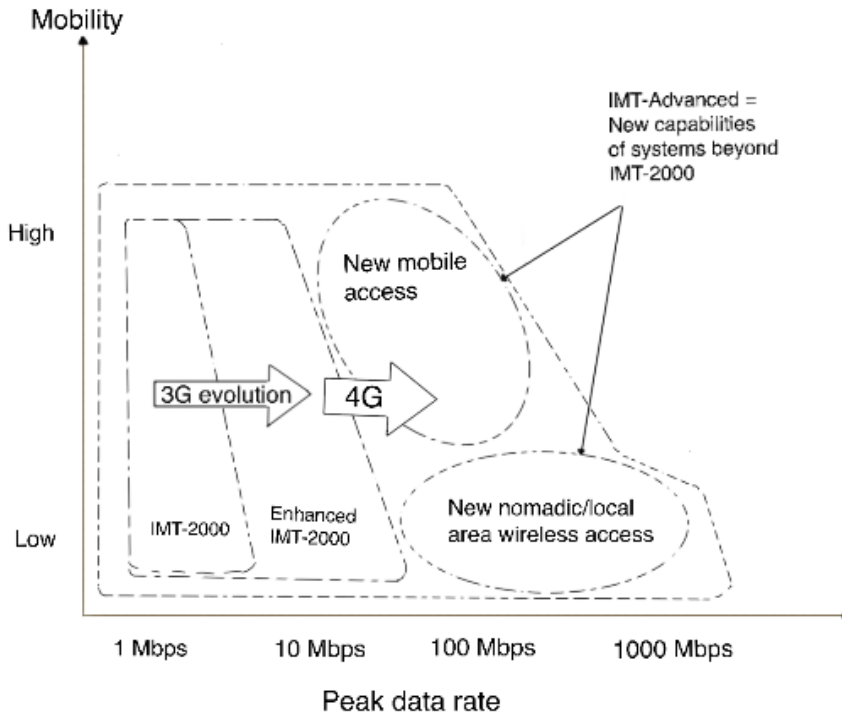 Mobility
IMT-Advanced =
New capabilities
of systems beyond
IMT-2000
High
New mobile
access
3G evolution
4G
IMT-2000
Enhanced
IMT-2000
New nomadic/local
area wireless access
Low
1 Mbps
10 Mbps
100 Mbps
1000 Mbps
Peak data rate